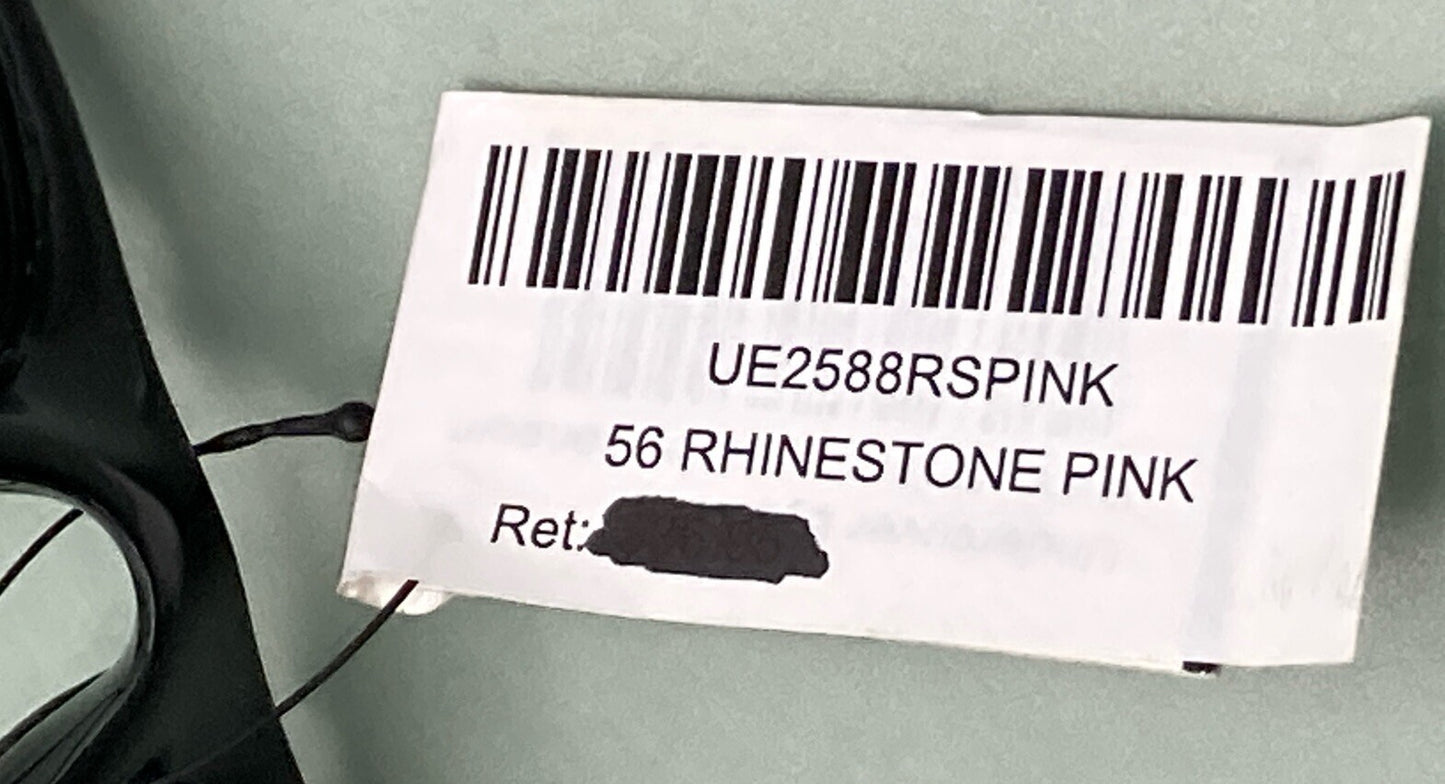 UE2588RSPINK
56 RHINESTONE PINK
Ret: